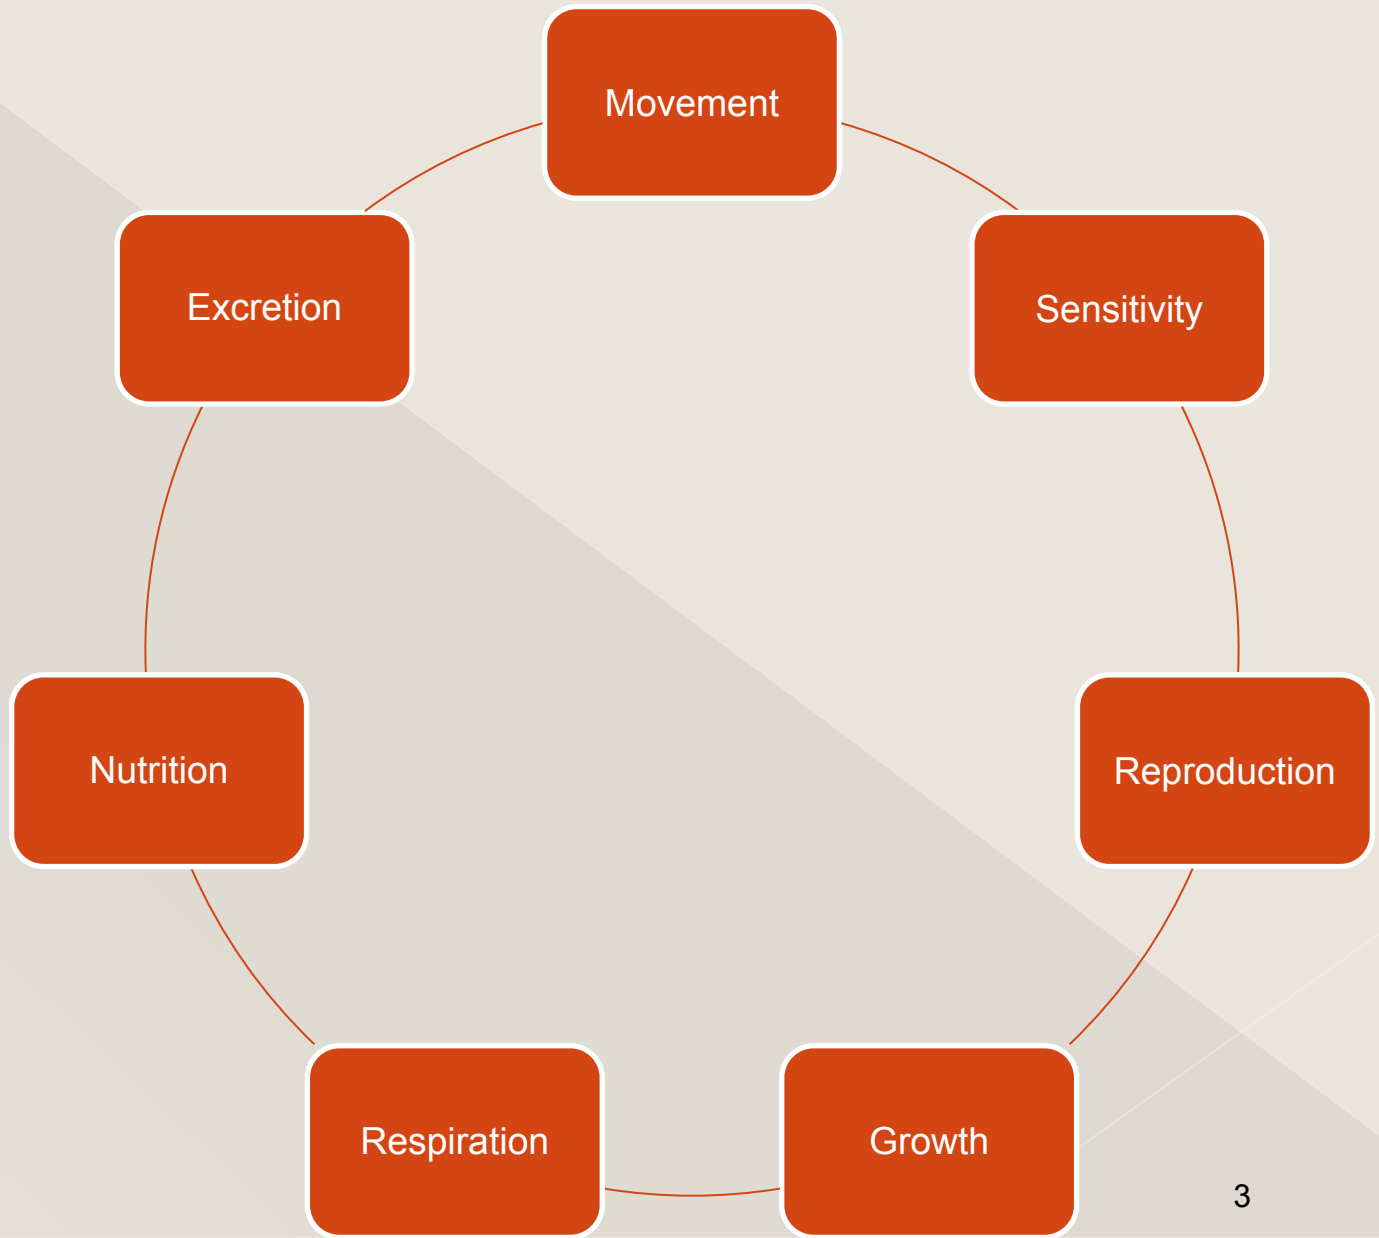 Movement
Sensitivity
Reproduction
Growth
Respiration
Nutrition
Excretion
3